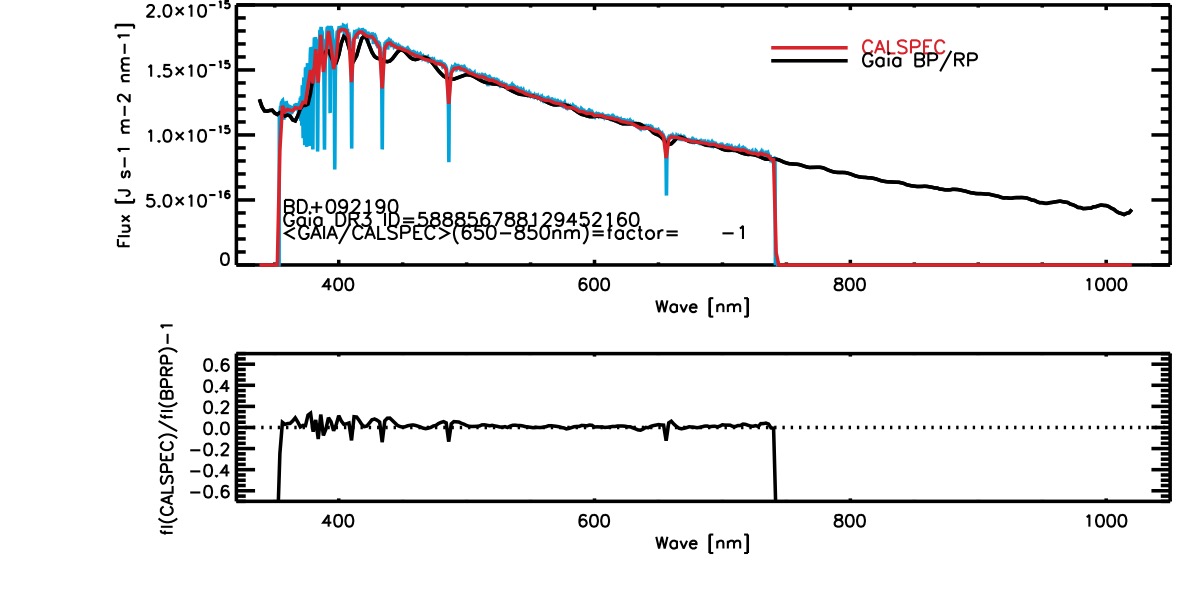 2.0×10−15
1.5×10−15
1.0×10−15
5.0×10−16
0
Flux [J s−1 m−2 nm−1]
CALSPEC
Gaia BP/RP
BD+092190
Gaia DR3 ID=588856788129452160
<GAIA/CALSPEC>(650−850nm)=factor= −1
400 600 800 1000
Wave [nm]
fl(CALSPEC)/fl(BPRP)−1
0.6
0.4
0.2
0.0
−0.2
−0.4
−0.6
400 600 800 1000
Wave [nm]